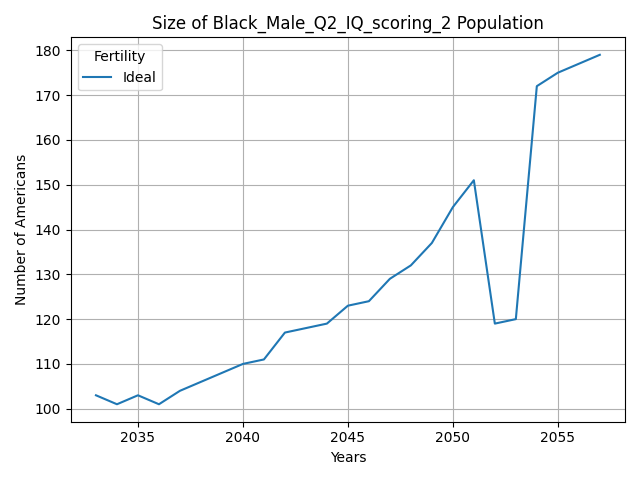 Size of Black_Male_Q2_IQ_scoring_2 Population
Fertility
Ideal
Number of Americans
180
170
160
150
140
130
120
110
100
2035 2040 2045 2050 2055
Years